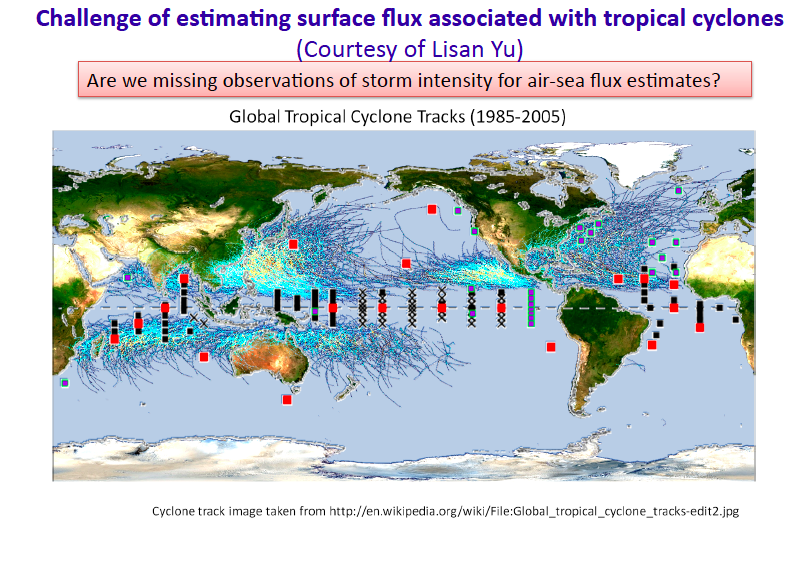 Challenge of estimating surface flux associated with tropical cyclones
(Courtesy of Lisan Yu)
Are we missing observations of storm intensity for air-sea flux estimates?
Global Tropical Cyclone Tracks (1985-2005)
Cyclone track image taken from http://en.wikipedia.org/wiki/File:Global_tropical_cyclone_tracks-edit2.jpg